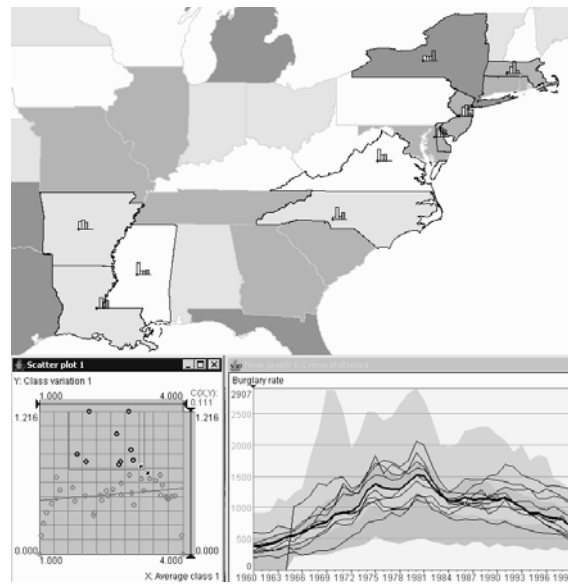 Scatter plot 1
Y: Class variation 1
1.000 4.000
C(X,Y):
0.111
1.216 1.216
0.000 0.000
1.000 4.000
X: Average class 1
Burglary rate
2907
2500
2000
1500
1000
500
1960 1963 1966 1969 1972 1975 1978 1981 1984 1987 1990 1993 1996